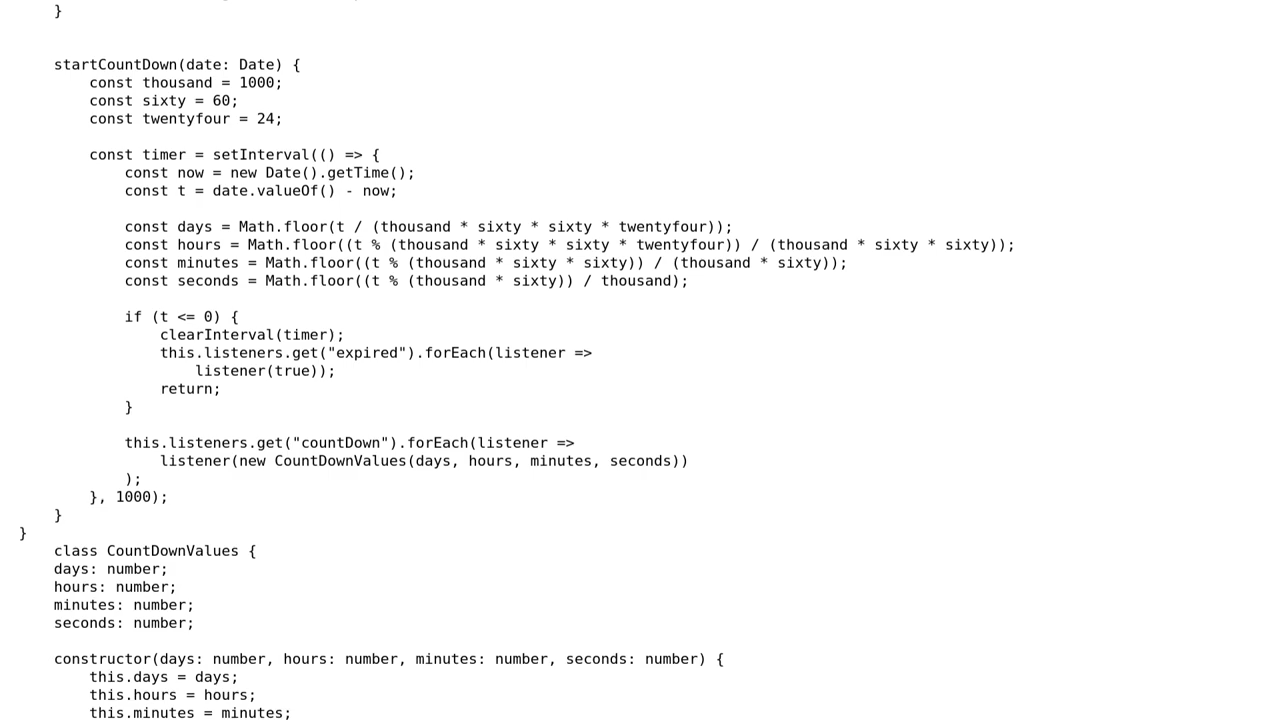 }
startCountDown(date: Date) {
const thousand = 1000;
const sixty = 60;
const twentyfour = 24;
const timer = setInterval(() => {
const now = new Date().getTime();
const t = date.valueOf() - now;
const days = Math.floor(t / (thousand * sixty * sixty * twentyfour));
const hours = Math.floor((t % (thousand * sixty * sixty * twentyfour)) / (thousand * sixty * sixty));
const minutes = Math.floor((t % (thousand * sixty * sixty)) / (thousand * sixty));
const seconds = Math.floor((t % (thousand * sixty)) / thousand);
if (t <= 0) {
clearInterval(timer);
this.listeners.get("expired").forEach(listener =>
listener(true));
return;
}
this.listeners.get("countDown").forEach(listener =>
listener(new CountDownValues(days, hours, minutes, seconds))
);
}, 1000);
}
}
class CountDownValues {
days: number;
hours: number;
minutes: number;
seconds: number;
constructor(days: number, hours: number, minutes: number, seconds: number) {
this.days = days;
this.hours = hours;
this.minutes = minutes;